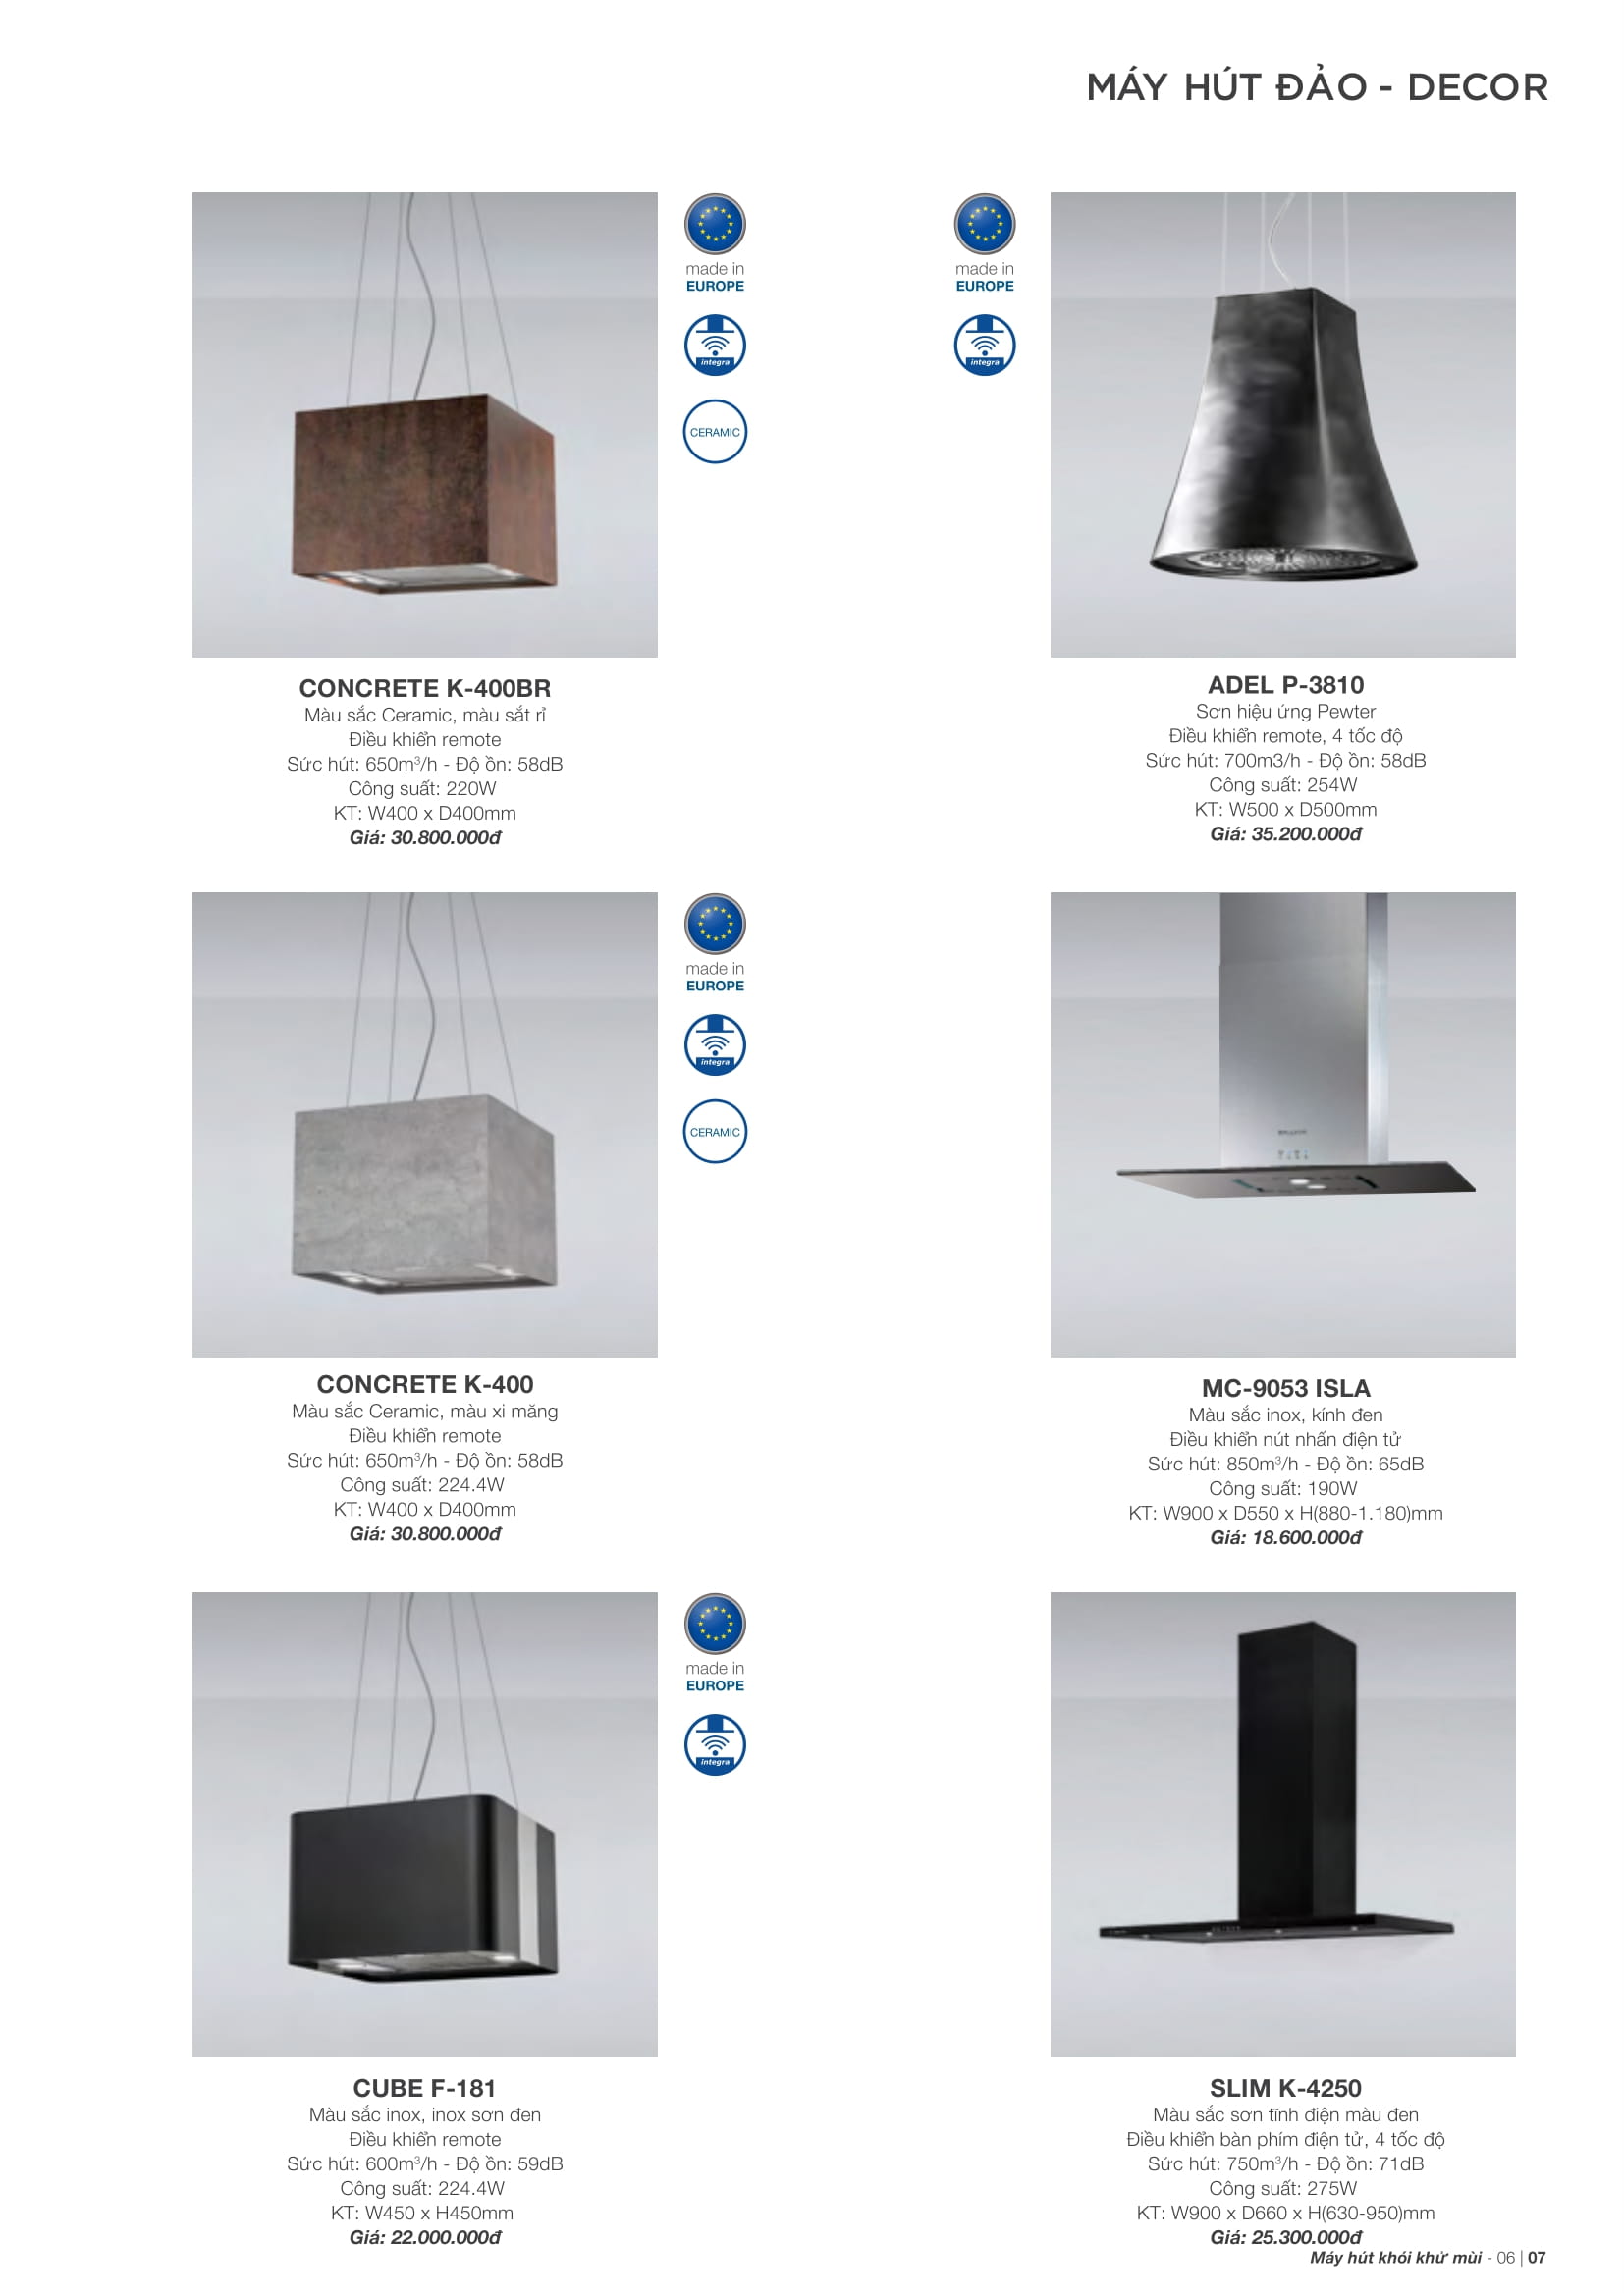 MÁY HÚT ĐẢO - DECOR
made in
EUROPE
integra
CERAMIC
CONCRETE K-400BR
Màu sắc Ceramic, màu sắt rỉ
Điều khiển remote
Sức hút: 650m³/h - Độ ồn: 58dB
Công suất: 220W
KT: W400 x D400mm
Giá: 30.800.000đ
made in
EUROPE
integra
ADEL P-3810
Sơn hiệu ứng Pewter
Điều khiển remote, 4 tốc độ
Sức hút: 700m3/h - Độ ồn: 58dB
Công suất: 254W
KT: W500 x D500mm
Giá: 35.200.000đ
made in
EUROPE
integra
CERAMIC
CONCRETE K-400
Màu sắc Ceramic, màu xi măng
Điều khiển remote
Sức hút: 650m³/h - Độ ồn: 58dB
Công suất: 224.4W
KT: W400 x D400mm
Giá: 30.800.000đ
MC-9053 ISLA
Màu sắc inox, kính đen
Điều khiển nút nhấn điện tử
Sức hút: 850m³/h - Độ ồn: 65dB
Công suất: 190W
KT: W900 x D550 x H(880-1.180)mm
Giá: 18.600.000đ
made in
EUROPE
integra
CUBE F-181
Màu sắc inox, inox sơn đen
Điều khiển remote
Sức hút: 600m³/h - Độ ồn: 59dB
Công suất: 224.4W
KT: W450 x H450mm
Giá: 22.000.000đ
SLIM K-4250
Màu sắc sơn tĩnh điện màu đen
Điều khiển bàn phím điện tử, 4 tốc độ
Sức hút: 750m³/h - Độ ồn: 71dB
Công suất: 275W
KT: W900 x D660 x H(630-950)mm
Giá: 25.300.000đ
Máy hút khói khử mùi - 06 | 07